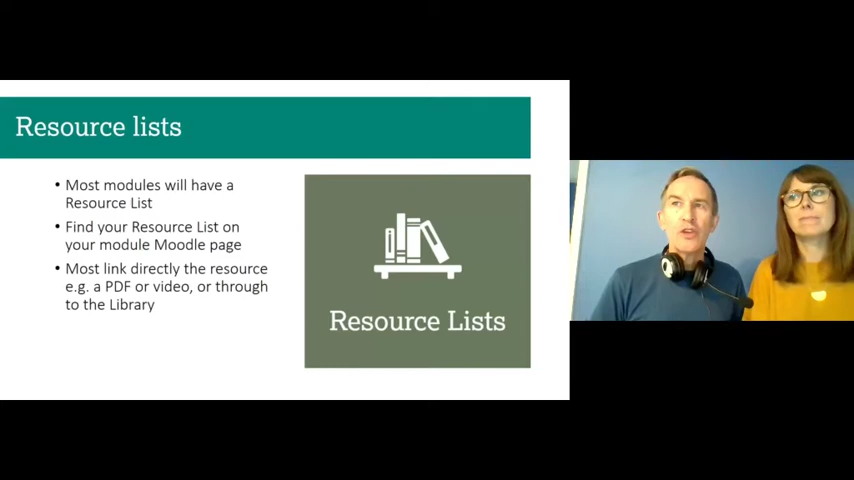 Resource lists
• Most modules will have a
Resource List
• Find your Resource List on
your module Moodle page
• Most link directly the resource
e.g. a PDF or video, or through
to the Library
Resource Lists